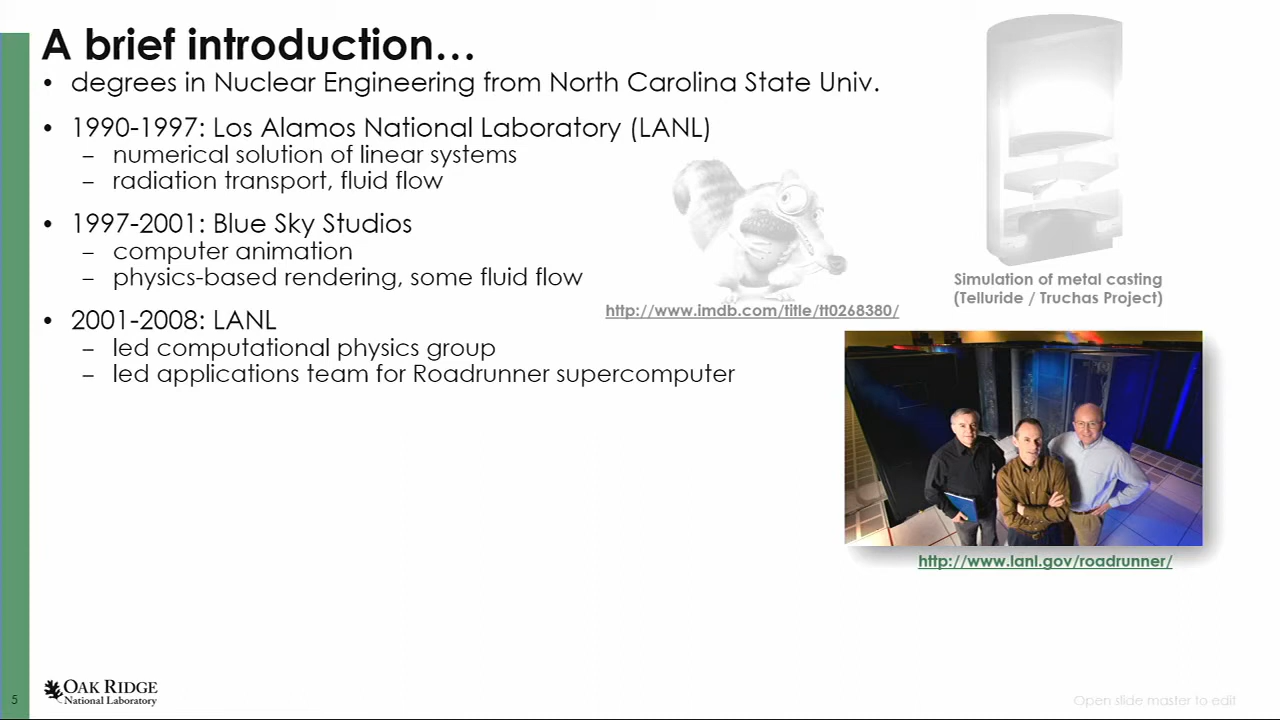 A brief introduction…
• degrees in Nuclear Engineering from North Carolina State Univ.
• 1990-1997: Los Alamos National Laboratory (LANL)
– numerical solution of linear systems
– radiation transport, fluid flow
• 1997-2001: Blue Sky Studios
– computer animation
– physics-based rendering, some fluid flow
http://www.imdb.com/title/tt0268380/
Simulation of metal casting
(Telluride / Truchas Project)
• 2001-2008: LANL
– led computational physics group
– led applications team for Roadrunner supercomputer
http://www.lanl.gov/roadrunner/
5
OAK RIDGE
National Laboratory
Open slide master to edit